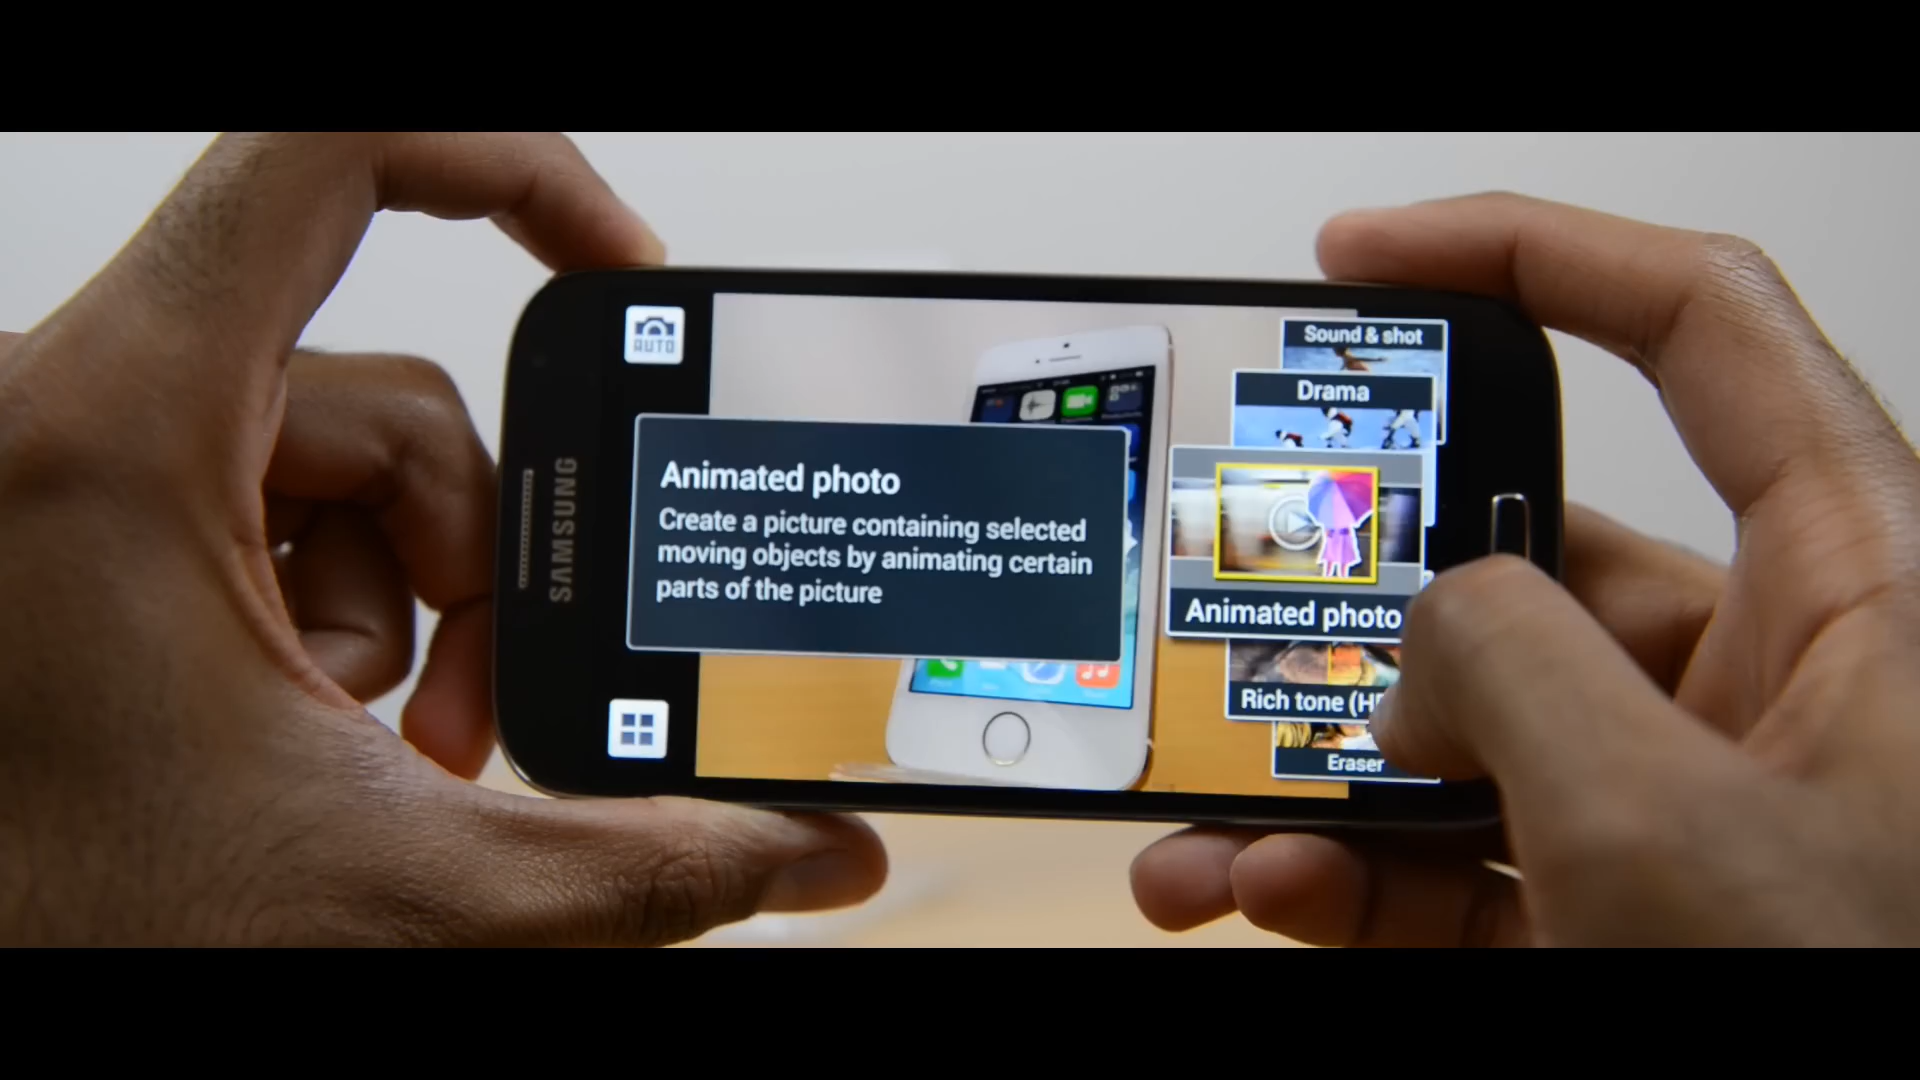 AUTO
SAMSUNG
Animated photo
Create a picture containing selected
moving objects by animating certain
parts of the picture
Sound & shot
Drama
Animated photo
Rich tone (H
Eraser